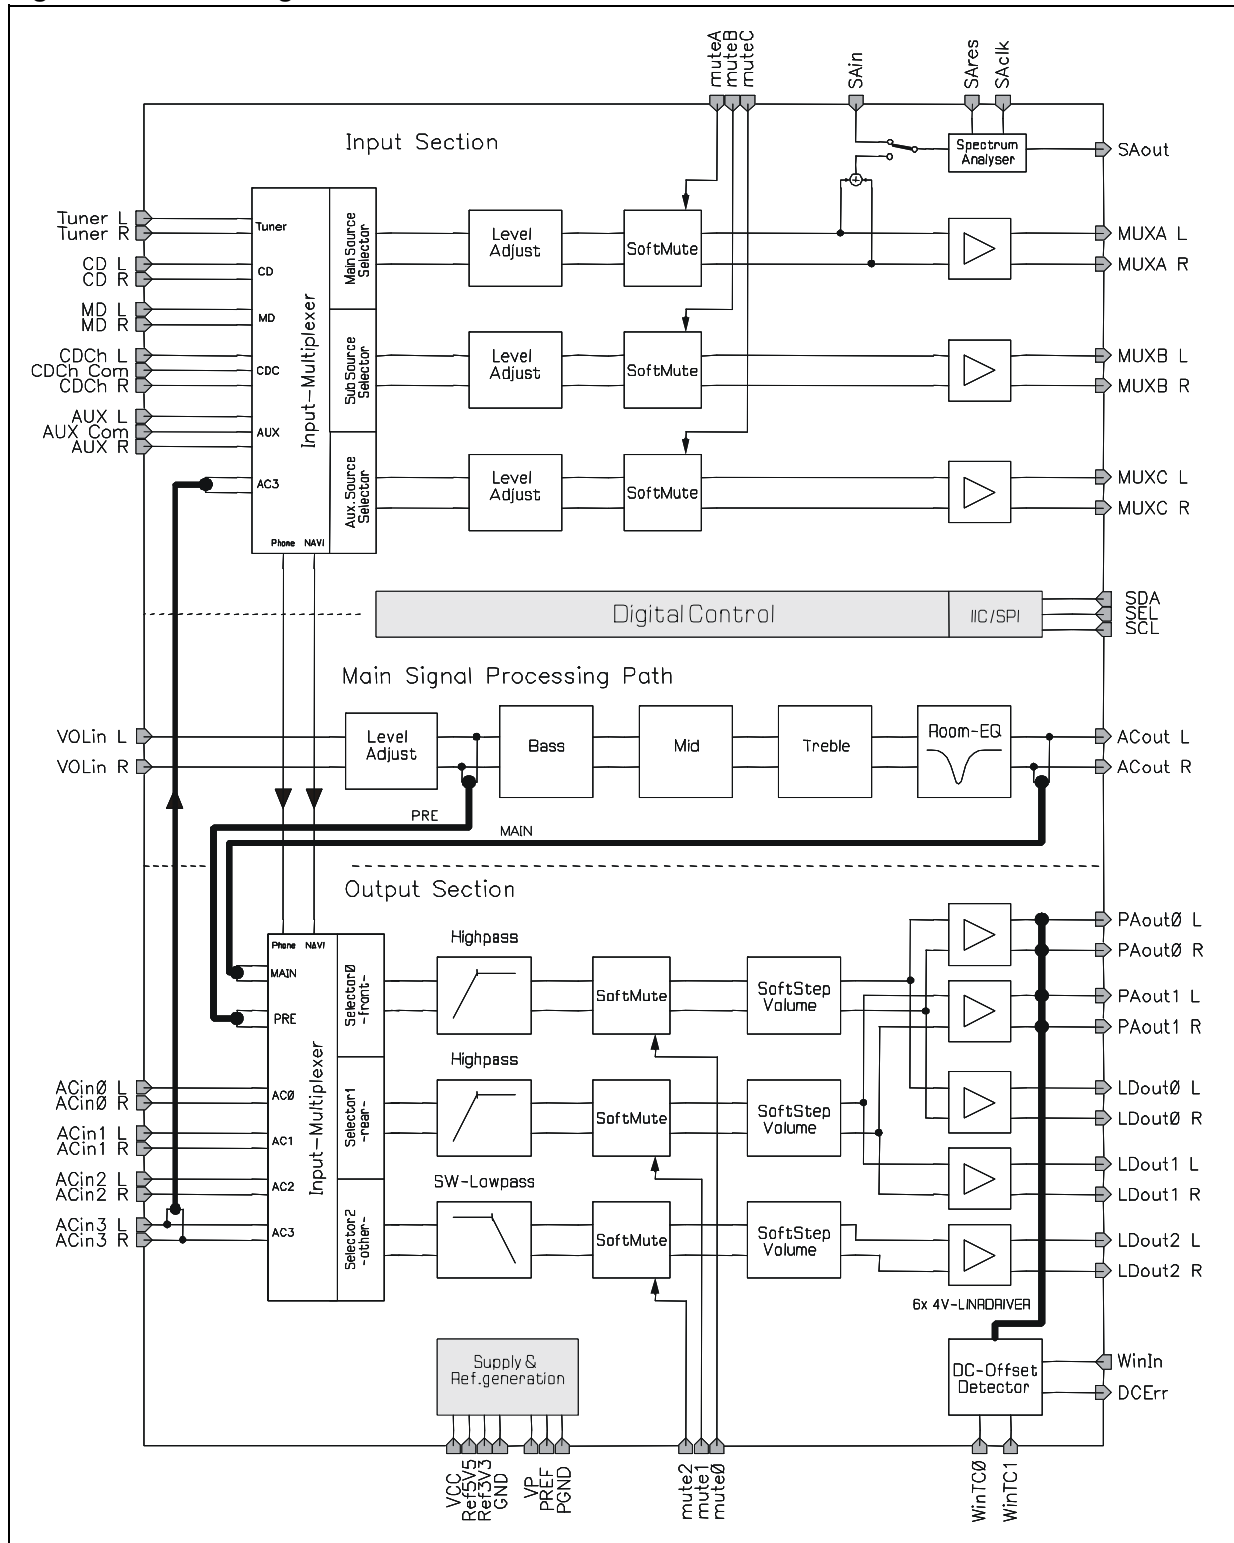 muteA
muteB
muteC
SAin
SAres
SAclk
Input Section
Spectrum
Analyser
SAout
Tuner L
Tuner R
CD L
CD R
MD L
MD R
CDCh L
CDCh Com
CDCh R
AUX L
AUX Com
AUX R
Tuner
CD
MD
CDC
AUX
AC3
Input-Multiplexer
Phone
NAVI
Main Source
Selector
Sub Source
Selector
Aux. Source
Selector
Level
Adjust
SoftMute
MUXA L
MUXA R
Level
Adjust
SoftMute
MUXB L
MUXB R
Level
Adjust
SoftMute
MUXC L
MUXC R
Digital Control
IIC/SPI
SDA
SEL
SCL
Main Signal Processing Path
VOLin L
VOLin R
Level
Adjust
Bass
Mid
Treble
Room-EQ
ACout L
ACout R
PRE
MAIN
Output Section
Phone
NAVI
MAIN
PRE
AC0
AC1
AC2
AC3
Input-Multiplexer
Selector0
-front-
Selector1
-rear-
Selector2
-other-
ACin0 L
ACin0 R
ACin1 L
ACin1 R
ACin2 L
ACin2 R
ACin3 L
ACin3 R
Highpass
SoftMute
SoftStep
Volume
Highpass
SoftMute
SoftStep
Volume
SW-Lowpass
SoftMute
SoftStep
Volume
PAout0 L
PAout0 R
PAout1 L
PAout1 R
LDout0 L
LDout0 R
LDout1 L
LDout1 R
LDout2 L
LDout2 R
6x 4V-LINADRIVER
Supply &
Ref.generation
DC-Offset
Detector
WinIn
DCErr
VCC
Ref5V5
Ref3V3
GND
VP
PREF
PGND
mute2
mute1
mute0
WinTC0
WinTC1